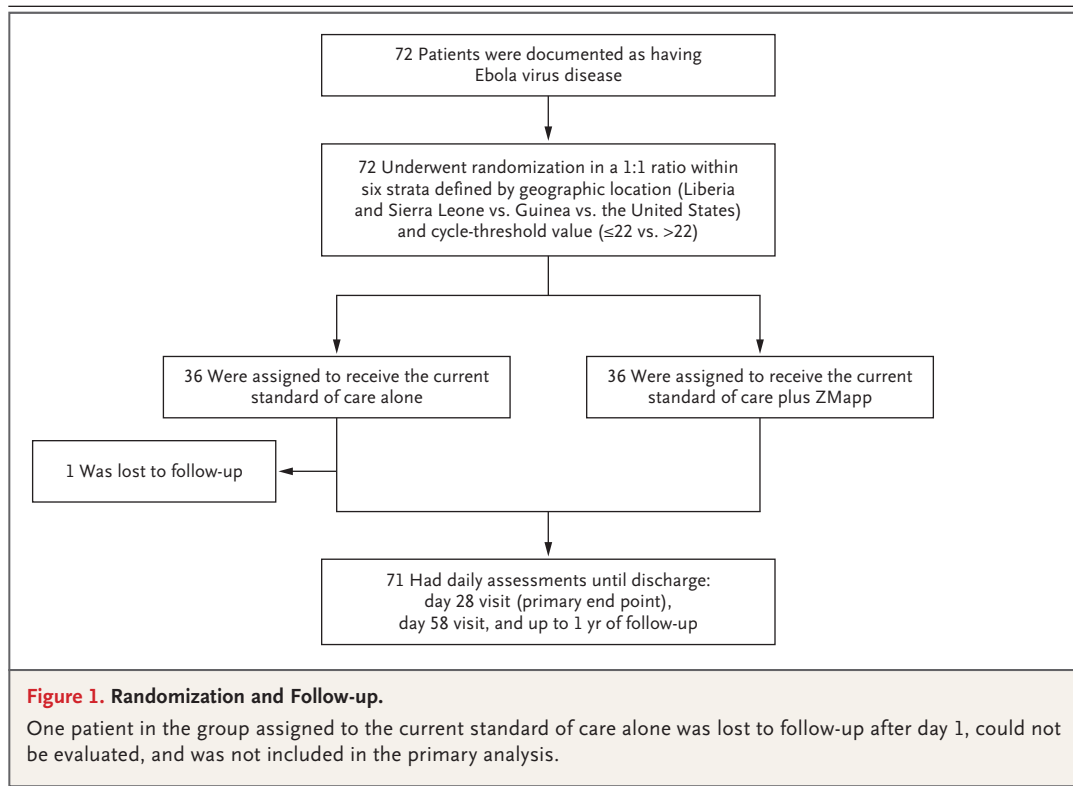 72 Patients were documented as having
Ebola virus disease
72 Underwent randomization in a 1:1 ratio within
six strata defined by geographic location (Liberia
and Sierra Leone vs. Guinea vs. the United States)
and cycle-threshold value (≤22 vs. >22)
36 Were assigned to receive the current
standard of care alone
36 Were assigned to receive the current
standard of care plus ZMapp
1 Was lost to follow-up
71 Had daily assessments until discharge:
day 28 visit (primary end point),
day 58 visit, and up to 1 yr of follow-up
Figure 1. Randomization and Follow-up.
One patient in the group assigned to the current standard of care alone was lost to follow-up after day 1, could not
be evaluated, and was not included in the primary analysis.